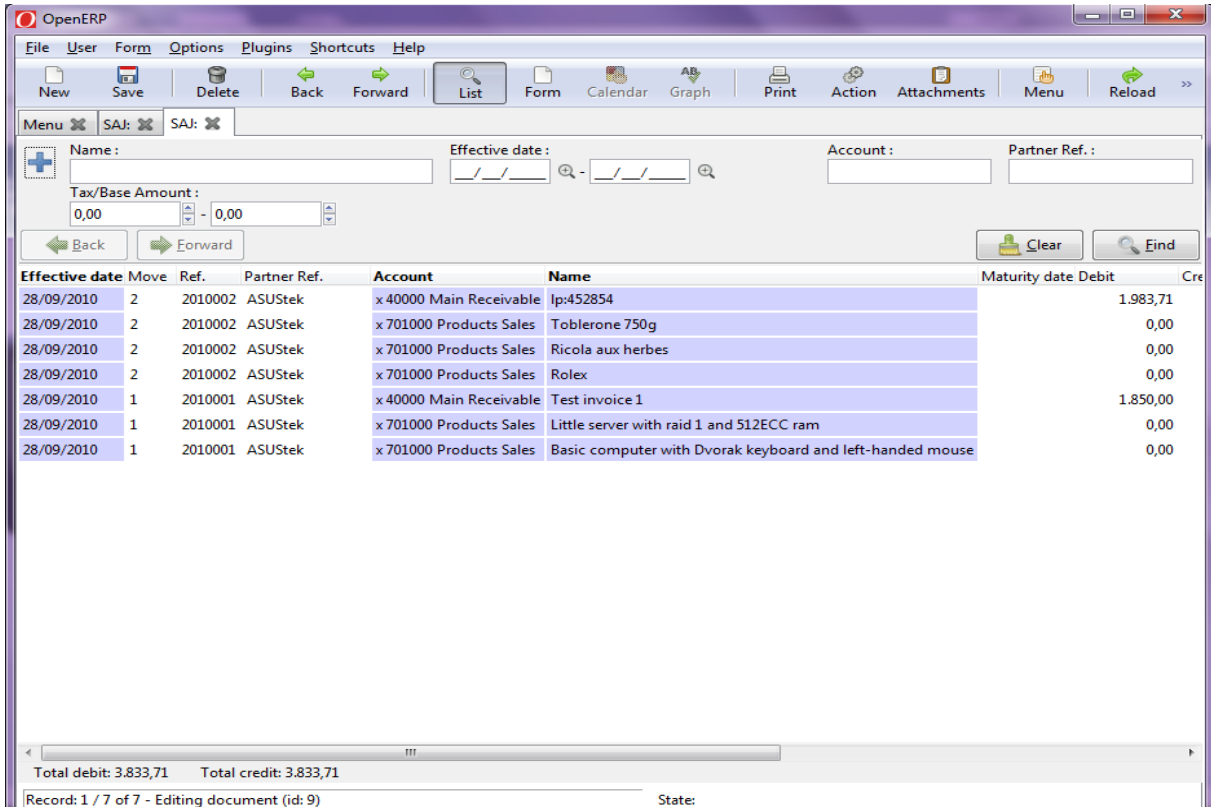 OpenERP
File User Form Options Plugins Shortcuts Help
New Save Delete Back Forward List Form Calendar Graph Print Action Attachments Menu Reload »
Menu SAJ: SAJ:
Name : Effective date : Account : Partner Ref. :
__/__/____ - __/__/____
Tax/Base Amount :
0,00 - 0,00
Back Forward Clear Find
Effective date Move Ref. Partner Ref. Account Name Maturity date Debit Cre
28/09/2010 2 2010002 ASUStek x 40000 Main Receivable lp:452854 1.983,71
28/09/2010 2 2010002 ASUStek x 701000 Products Sales Toblerone 750g 0,00
28/09/2010 2 2010002 ASUStek x 701000 Products Sales Ricola aux herbes 0,00
28/09/2010 2 2010002 ASUStek x 701000 Products Sales Rolex 0,00
28/09/2010 1 2010001 ASUStek x 40000 Main Receivable Test invoice 1 1.850,00
28/09/2010 1 2010001 ASUStek x 701000 Products Sales Little server with raid 1 and 512ECC ram 0,00
28/09/2010 1 2010001 ASUStek x 701000 Products Sales Basic computer with Dvorak keyboard and left-handed mouse 0,00
Total debit: 3.833,71 Total credit: 3.833,71
Record: 1 / 7 of 7 - Editing document (id: 9) State: